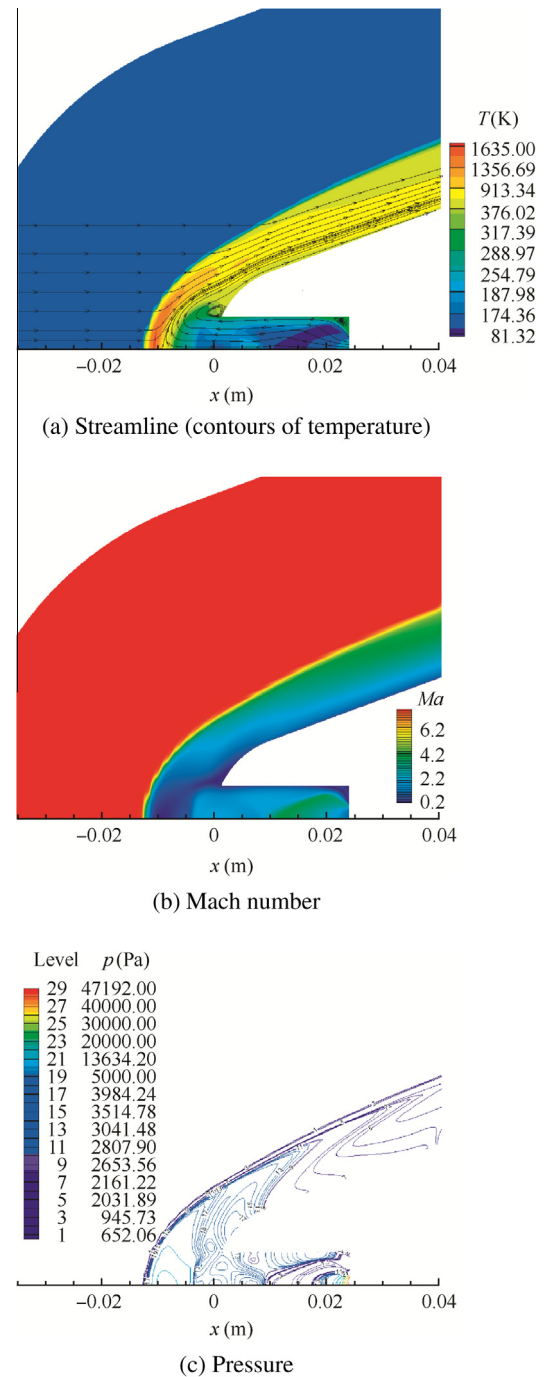 T(K)
1635.00
1356.69
913.34
376.02
317.39
288.97
254.79
187.98
174.36
81.32
−0.02 0 0.02 0.04
x (m)
(a) Streamline (contours of temperature)
Ma
6.2
4.2
2.2
0.2
−0.02 0 0.02 0.04
x (m)
(b) Mach number
Level p(Pa)
29 47192.00
27 40000.00
25 30000.00
23 20000.00
21 13634.20
19 5000.00
17 3984.24
15 3514.78
13 3041.48
11 2807.90
9 2653.56
7 2161.22
5 2031.89
3 945.73
1 652.06
−0.02 0 0.02 0.04
x (m)
(c) Pressure